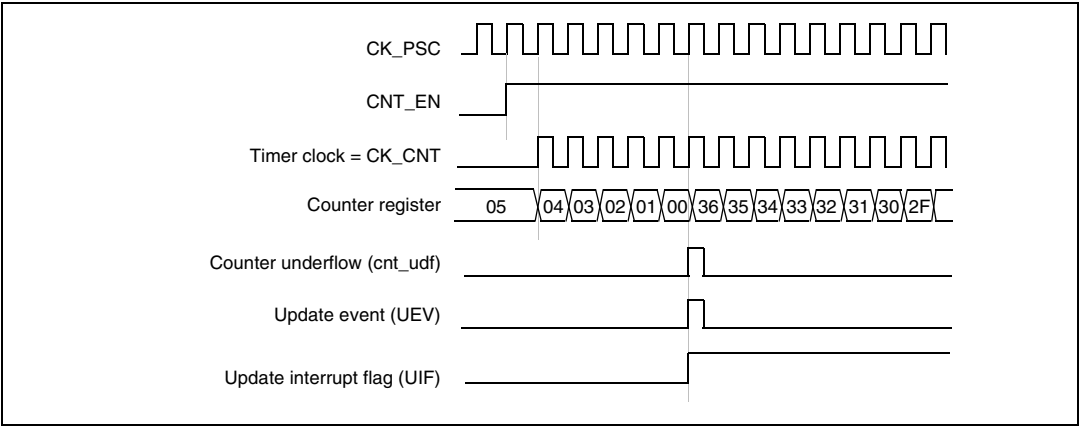 CK_PSC
CNT_EN
Timer clock = CK_CNT
Counter register 05 04 03 02 01 00 36 35 34 33 32 31 30 2F
Counter underflow (cnt_udf)
Update event (UEV)
Update interrupt flag (UIF)